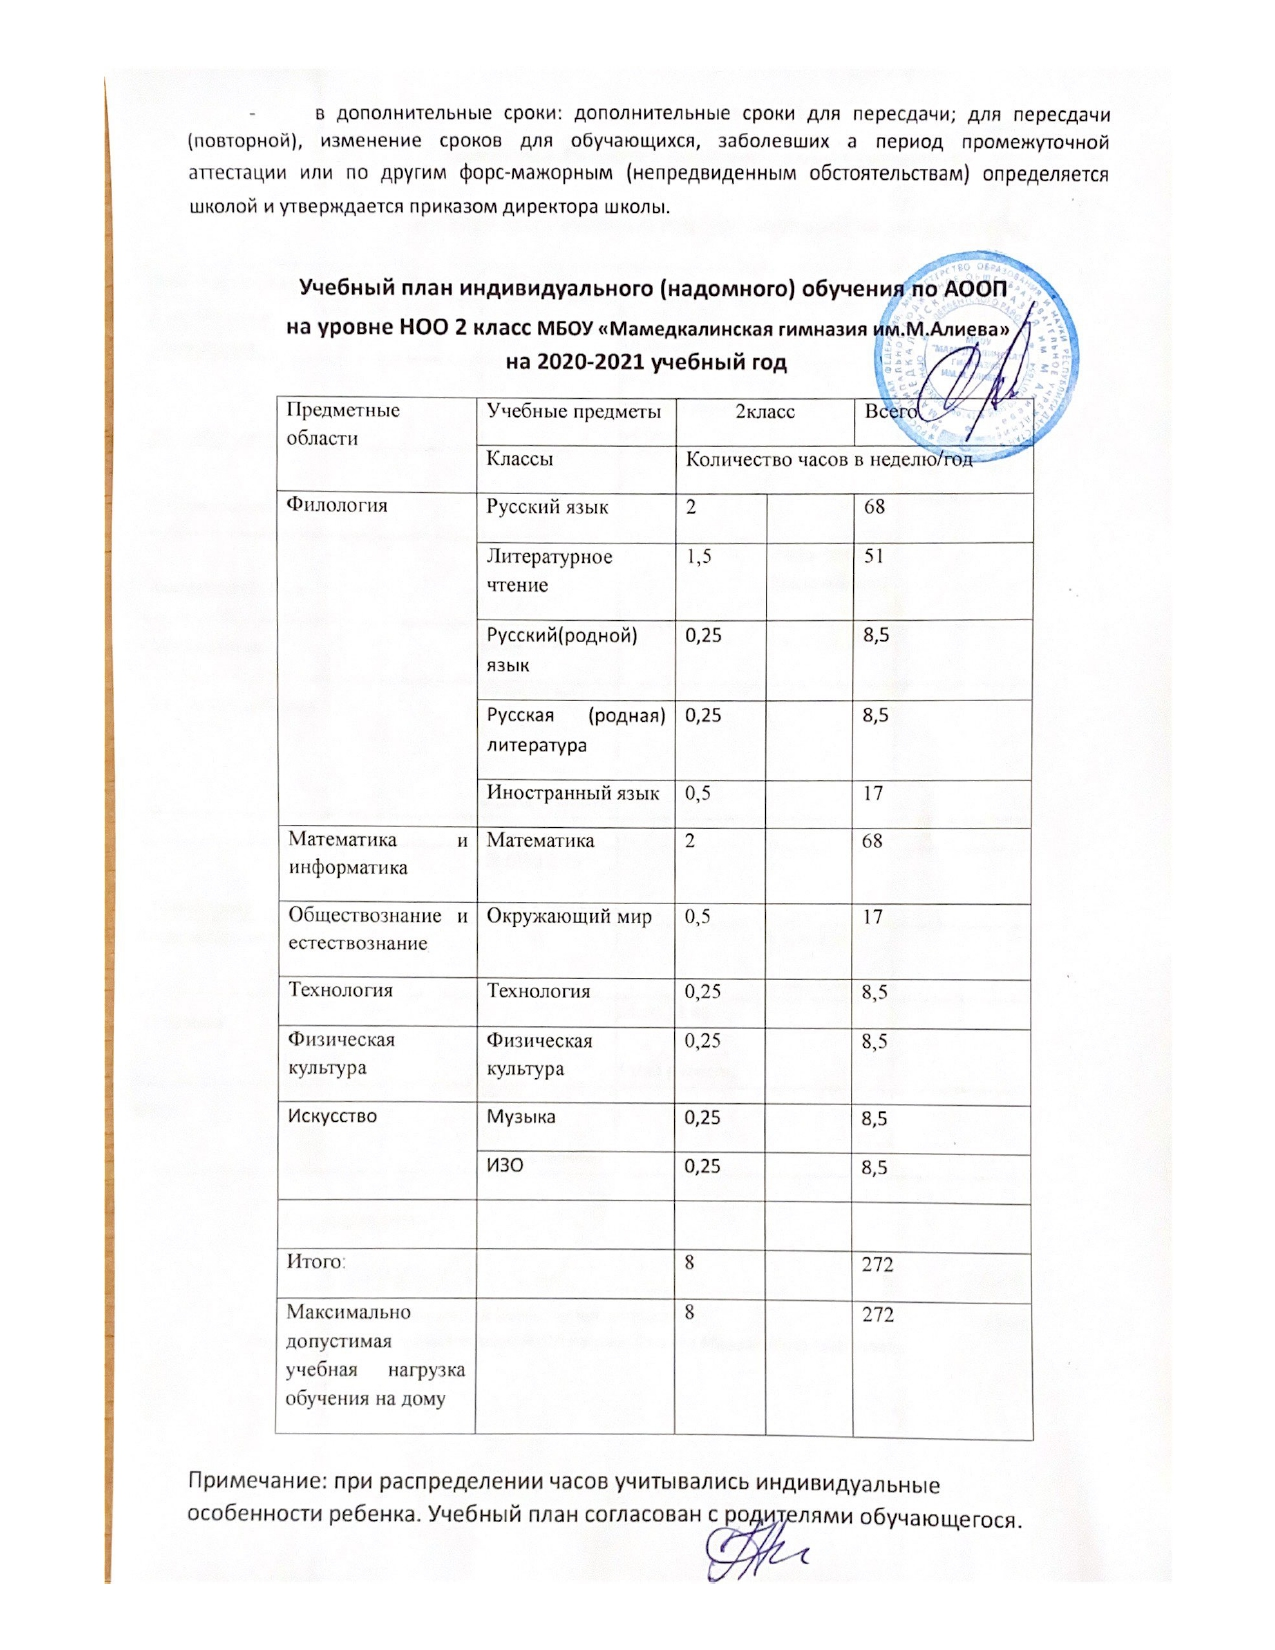 - в дополнительные сроки: дополнительные сроки для пересдачи; для пересдачи
(повторной), изменение сроков для обучающихся, заболевших а период промежуточной
аттестации или по другим форс-мажорным (непредвиденным обстоятельствам) определяется
школой и утверждается приказом директора школы.
Учебный план индивидуального (надомного) обучения по АООП
на уровне НОО 2 класс МБОУ «Мамедкалинская гимназия им.М.Алиева»
на 2020-2021 учебный год
Предметные Учебные предметы 2класс Всего
области
Классы Количество часов в неделю/год
Филология Русский язык 2 68
Литературное 1,5 51
чтение
Русский(родной) 0,25 8,5
язык
Русская (родная) 0,25 8,5
литература
Иностранный язык 0,5 17
Математика и Математика 2 68
информатика
Обществознание и Окружающий мир 0,5 17
естествознание
Технология Технология 0,25 8,5
Физическая Физическая 0,25 8,5
культура культура
Искусство Музыка 0,25 8,5
ИЗО 0,25 8,5
Итого: 8 272
Максимально 8 272
допустимая
учебная нагрузка
обучения на дому
Примечание: при распределении часов учитывались индивидуальные
особенности ребенка. Учебный план согласован с родителями обучающегося.